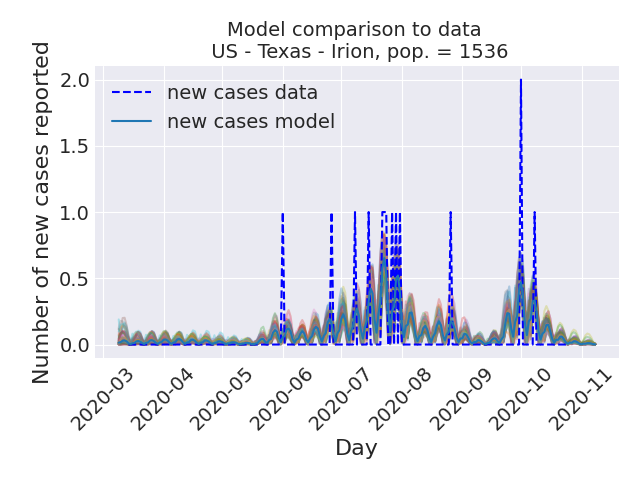 Model comparison to data
US - Texas - Irion, pop. = 1536
Number of new cases reported
2.0
1.5
1.0
0.5
0.0
new cases data
new cases model
2020-03
2020-04
2020-05
2020-06
2020-07
2020-08
2020-09
2020-10
2020-11
Day